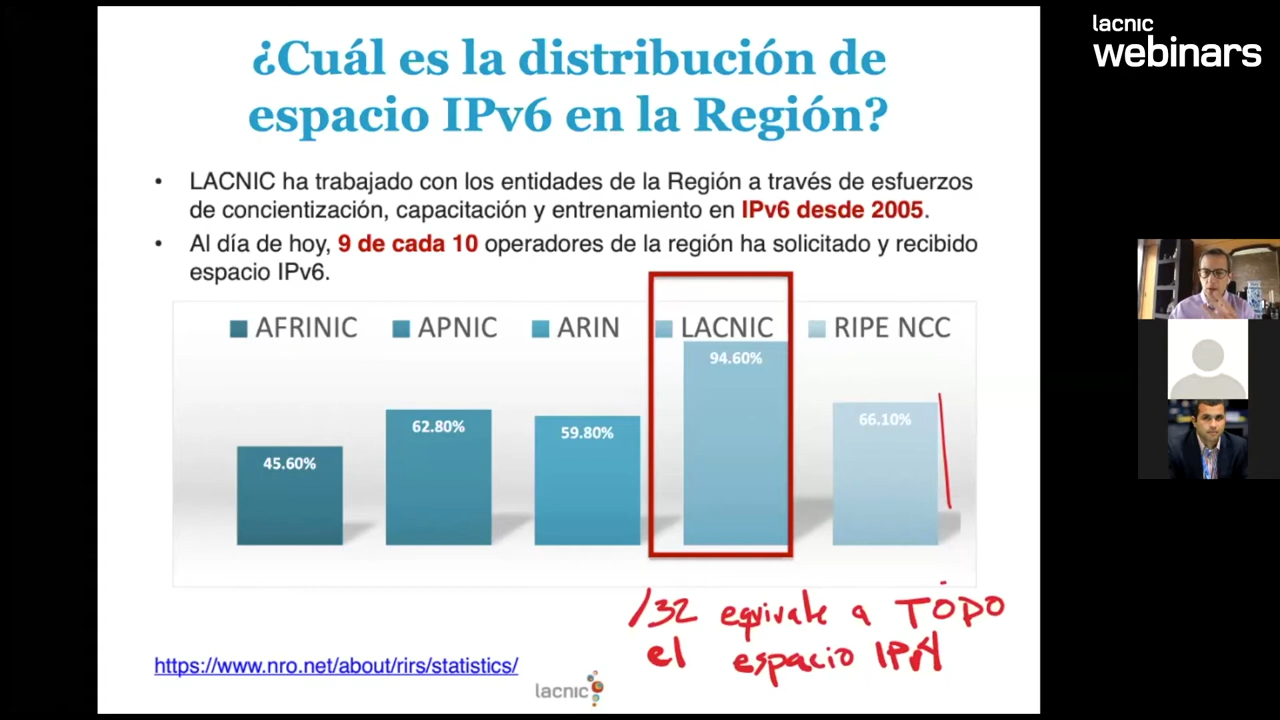 ¿Cuál es la distribución de
espacio IPv6 en la Región?
lacnic
webinars
• LACNIC ha trabajado con los entidades de la Región a través de esfuerzos
de concientización, capacitación y entrenamiento en IPv6 desde 2005.
• Al día de hoy, 9 de cada 10 operadores de la región ha solicitado y recibido
espacio IPv6.
AFRINIC APNIC ARIN LACNIC RIPE NCC
94.60%
62.80% 59.80% 66.10%
45.60%
/32 equivale a TODO
el espacio IPv4
https://www.nro.net/about/rirs/statistics/
lacnic